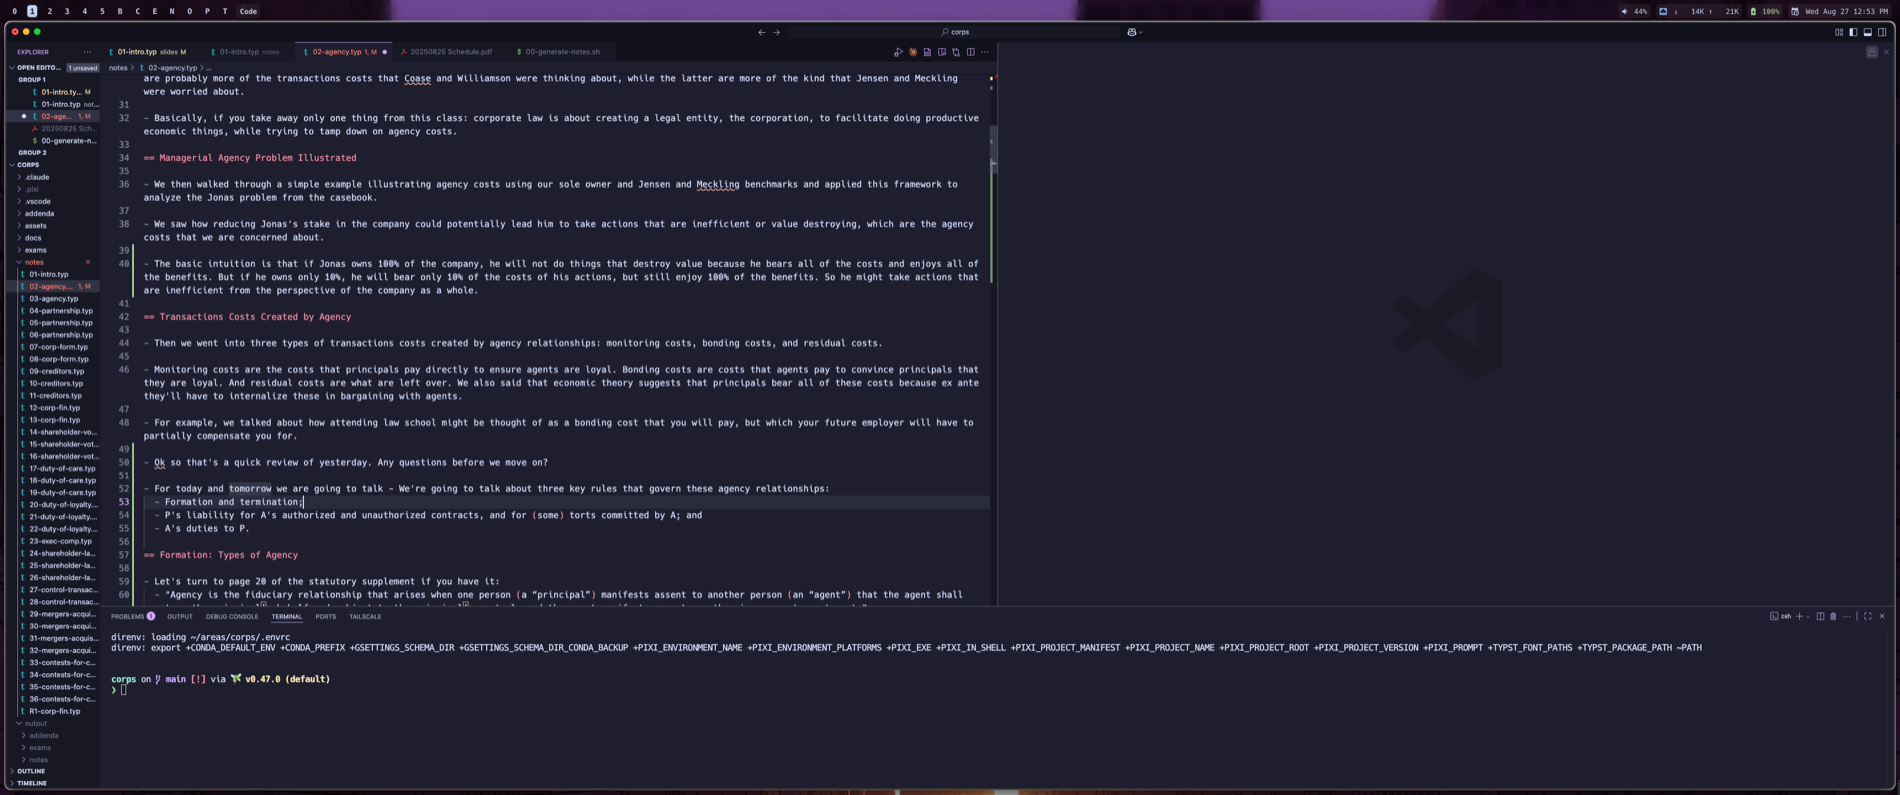 0 1 2 3 4 5 B C E N O P T Code
44% ↓ 14K ↑ 21K 100% Wed Aug 27 12:53 PM
corps
EXPLORER
OPEN EDITO... 1 unsaved
GROUP 1
01-intro.ty... M
01-intro.typ not...
02-age... 1, M
20250825 Sch...
$ 00-generate-n...
GROUP 2
CORPS
.claude
.pixi
.vscode
addenda
assets
docs
exams
notes
01-intro.typ
02-agency.... 1, M
03-agency.typ
04-partnership.typ
05-partnership.typ
06-partnership.typ
07-corp-form.typ
08-corp-form.typ
09-creditors.typ
10-creditors.typ
11-creditors.typ
12-corp-fin.typ
13-corp-fin.typ
14-shareholder-vo...
15-shareholder-vot...
16-shareholder-vot...
17-duty-of-care.typ
18-duty-of-care.typ
19-duty-of-care.typ
20-duty-of-loyalty....
21-duty-of-loyalty....
22-duty-of-loyalty....
23-exec-comp.typ
24-shareholder-la...
25-shareholder-la...
26-shareholder-la...
27-control-transac...
28-control-transac...
29-mergers-acqui...
30-mergers-acqui...
31-mergers-acquis...
32-mergers-acqui...
33-contests-for-c...
34-contests-for-c...
35-contests-for-c...
36-contests-for-c...
R1-corp-fin.typ
output
addenda
exams
notes
OUTLINE
TIMELINE
01-intro.typ slides M
01-intro.typ notes
02-agency.typ 1, M
20250825 Schedule.pdf
$ 00-generate-notes.sh
notes > 02-agency.typ > ...
are probably more of the transactions costs that Coase and Williamson were thinking about, while the latter are more of the kind that Jensen and Meckling
were worried about.
31
32 - Basically, if you take away only one thing from this class: corporate law is about creating a legal entity, the corporation, to facilitate doing productive
economic things, while trying to tamp down on agency costs.
33
34 == Managerial Agency Problem Illustrated
35
36 - We then walked through a simple example illustrating agency costs using our sole owner and Jensen and Meckling benchmarks and applied this framework to
analyze the Jonas problem from the casebook.
37
38 - We saw how reducing Jonas's stake in the company could potentially lead him to take actions that are inefficient or value destroying, which are the agency
costs that we are concerned about.
39
40 - The basic intuition is that if Jonas owns 100% of the company, he will not do things that destroy value because he bears all of the costs and enjoys all of
the benefits. But if he owns only 10%, he will bear only 10% of the costs of his actions, but still enjoy 100% of the benefits. So he might take actions that
are inefficient from the perspective of the company as a whole.
41
42 == Transactions Costs Created by Agency
43
44 - Then we went into three types of transactions costs created by agency relationships: monitoring costs, bonding costs, and residual costs.
45
46 - Monitoring costs are the costs that principals pay directly to ensure agents are loyal. Bonding costs are costs that agents pay to convince principals that
they are loyal. And residual costs are what are left over. We also said that economic theory suggests that principals bear all of these costs because ex ante
they'll have to internalize these in bargaining with agents.
47
48 - For example, we talked about how attending law school might be thought of as a bonding cost that you will pay, but which your future employer will have to
partially compensate you for.
49
50 - Ok so that's a quick review of yesterday. Any questions before we move on?
51
52 - For today and tomorrow we are going to talk - We're going to talk about three key rules that govern these agency relationships:
53 - Formation and termination;
54 - P's liability for A's authorized and unauthorized contracts, and for (some) torts committed by A; and
55 - A's duties to P.
56
57 == Formation: Types of Agency
58
59 - Let's turn to page 20 of the statutory supplement if you have it:
60 - "Agency is the fiduciary relationship that arises when one person (a “principal”) manifests assent to another person (an “agent”) that the agent shall
PROBLEMS 1 OUTPUT DEBUG CONSOLE TERMINAL PORTS TAILSCALE
zsh
direnv: loading ~/areas/corps/.envrc
direnv: export +CONDA_DEFAULT_ENV +CONDA_PREFIX +GSETTINGS_SCHEMA_DIR +GSETTINGS_SCHEMA_DIR_CONDA_BACKUP +PIXI_ENVIRONMENT_NAME +PIXI_ENVIRONMENT_PLATFORMS +PIXI_EXE +PIXI_IN_SHELL +PIXI_PROJECT_MANIFEST +PIXI_PROJECT_NAME +PIXI_PROJECT_ROOT +PIXI_PROJECT_VERSION +PIXI_PROMPT +TYPST_FONT_PATHS +TYPST_PACKAGE_PATH ~PATH
corps on main [!] via v0.47.0 (default)
❯